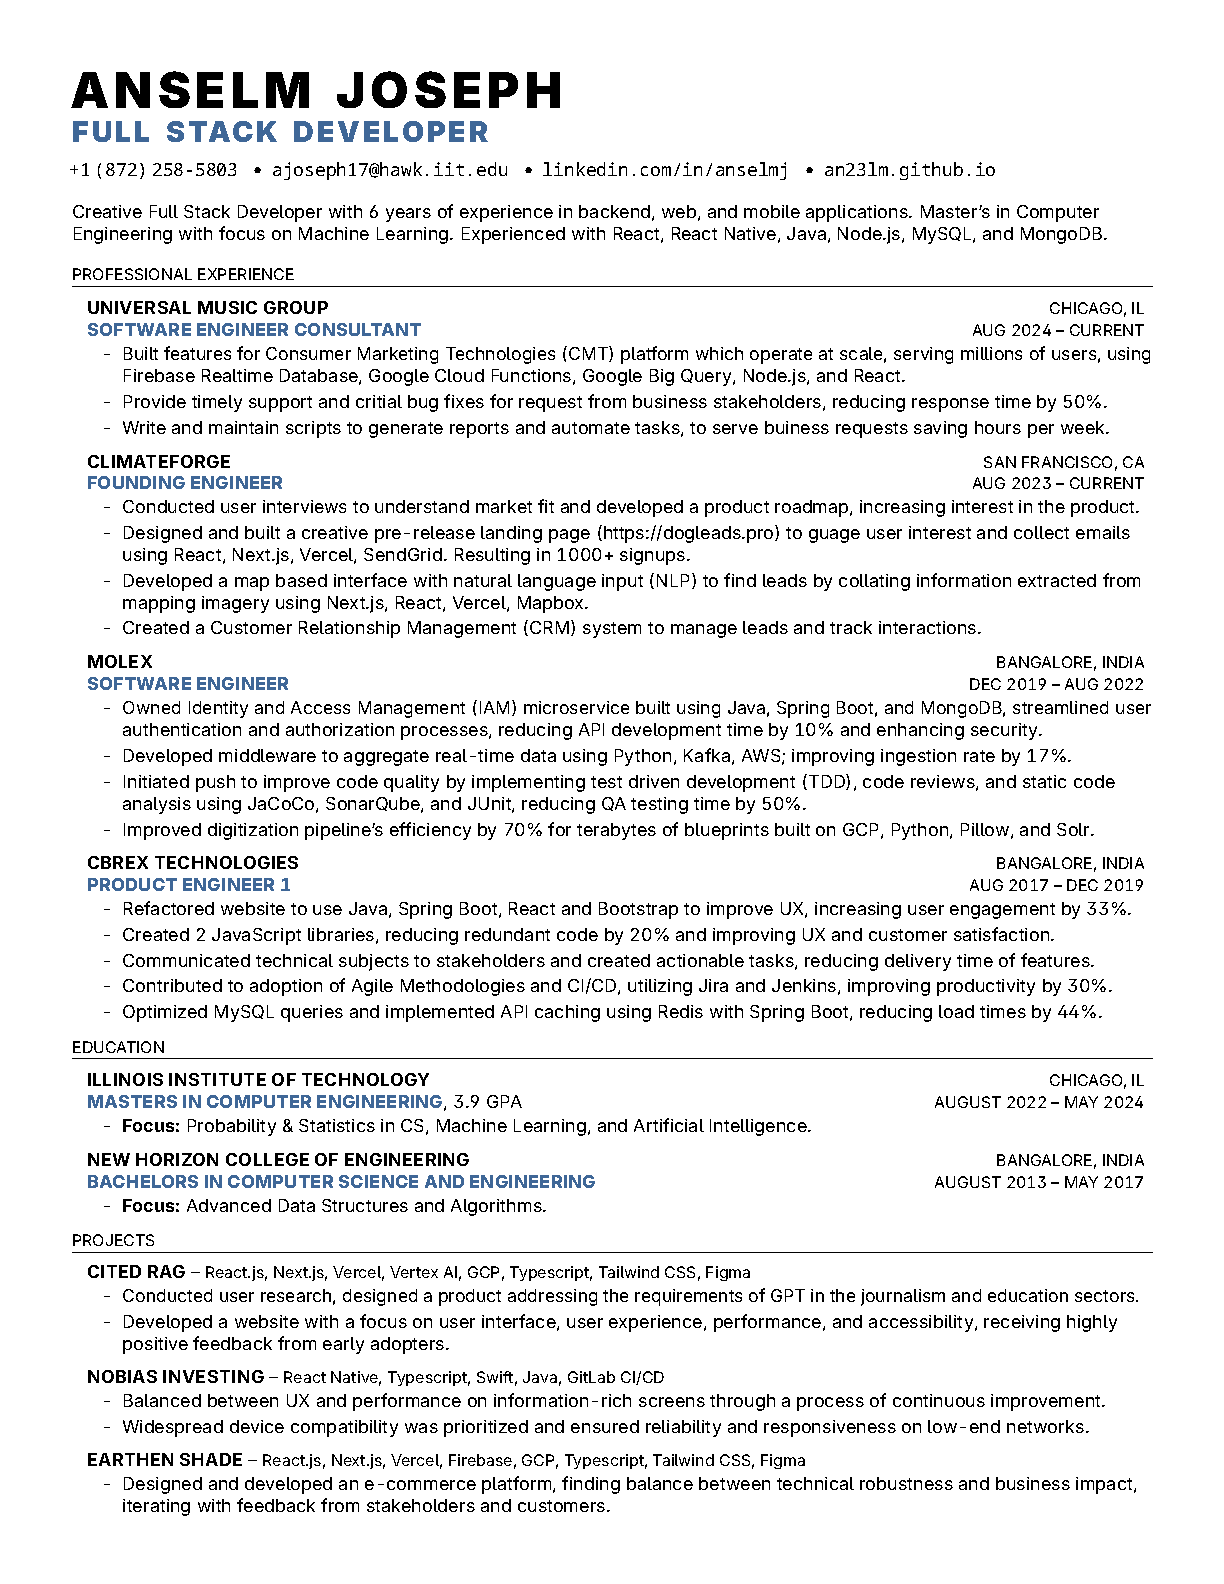 ANSELM JOSEPH
FULL STACK DEVELOPER
+1 (872) 258-5803 • ajoseph17@hawk.iit.edu • linkedin.com/in/anselmj • an23lm.github.io
Creative Full Stack Developer with 6 years of experience in backend, web, and mobile applications. Master's in Computer
Engineering with focus on Machine Learning. Experienced with React, React Native, Java, Node.js, MySQL, and MongoDB.
PROFESSIONAL EXPERIENCE
UNIVERSAL MUSIC GROUP CHICAGO, IL
SOFTWARE ENGINEER CONSULTANT AUG 2024 – CURRENT
- Built features for Consumer Marketing Technologies (CMT) platform which operate at scale, serving millions of users, using
Firebase Realtime Database, Google Cloud Functions, Google Big Query, Node.js, and React.
- Provide timely support and critial bug fixes for request from business stakeholders, reducing response time by 50%.
- Write and maintain scripts to generate reports and automate tasks, to serve buiness requests saving hours per week.
CLIMATEFORGE SAN FRANCISCO, CA
FOUNDING ENGINEER AUG 2023 – CURRENT
- Conducted user interviews to understand market fit and developed a product roadmap, increasing interest in the product.
- Designed and built a creative pre-release landing page (https://dogleads.pro) to guage user interest and collect emails
using React, Next.js, Vercel, SendGrid. Resulting in 1000+ signups.
- Developed a map based interface with natural language input (NLP) to find leads by collating information extracted from
mapping imagery using Next.js, React, Vercel, Mapbox.
- Created a Customer Relationship Management (CRM) system to manage leads and track interactions.
MOLEX BANGALORE, INDIA
SOFTWARE ENGINEER DEC 2019 – AUG 2022
- Owned Identity and Access Management (IAM) microservice built using Java, Spring Boot, and MongoDB, streamlined user
authentication and authorization processes, reducing API development time by 10% and enhancing security.
- Developed middleware to aggregate real-time data using Python, Kafka, AWS; improving ingestion rate by 17%.
- Initiated push to improve code quality by implementing test driven development (TDD), code reviews, and static code
analysis using JaCoCo, SonarQube, and JUnit, reducing QA testing time by 50%.
- Improved digitization pipeline's efficiency by 70% for terabytes of blueprints built on GCP, Python, Pillow, and Solr.
CBREX TECHNOLOGIES BANGALORE, INDIA
PRODUCT ENGINEER 1 AUG 2017 – DEC 2019
- Refactored website to use Java, Spring Boot, React and Bootstrap to improve UX, increasing user engagement by 33%.
- Created 2 JavaScript libraries, reducing redundant code by 20% and improving UX and customer satisfaction.
- Communicated technical subjects to stakeholders and created actionable tasks, reducing delivery time of features.
- Contributed to adoption of Agile Methodologies and CI/CD, utilizing Jira and Jenkins, improving productivity by 30%.
- Optimized MySQL queries and implemented API caching using Redis with Spring Boot, reducing load times by 44%.
EDUCATION
ILLINOIS INSTITUTE OF TECHNOLOGY CHICAGO, IL
MASTERS IN COMPUTER ENGINEERING, 3.9 GPA AUGUST 2022 – MAY 2024
- Focus: Probability & Statistics in CS, Machine Learning, and Artificial Intelligence.
NEW HORIZON COLLEGE OF ENGINEERING BANGALORE, INDIA
BACHELORS IN COMPUTER SCIENCE AND ENGINEERING AUGUST 2013 – MAY 2017
- Focus: Advanced Data Structures and Algorithms.
PROJECTS
CITED RAG – React.js, Next.js, Vercel, Vertex AI, GCP, Typescript, Tailwind CSS, Figma
- Conducted user research, designed a product addressing the requirements of GPT in the journalism and education sectors.
- Developed a website with a focus on user interface, user experience, performance, and accessibility, receiving highly
positive feedback from early adopters.
NOBIAS INVESTING – React Native, Typescript, Swift, Java, GitLab CI/CD
- Balanced between UX and performance on information-rich screens through a process of continuous improvement.
- Widespread device compatibility was prioritized and ensured reliability and responsiveness on low-end networks.
EARTHEN SHADE – React.js, Next.js, Vercel, Firebase, GCP, Typescript, Tailwind CSS, Figma
- Designed and developed an e-commerce platform, finding balance between technical robustness and business impact,
iterating with feedback from stakeholders and customers.